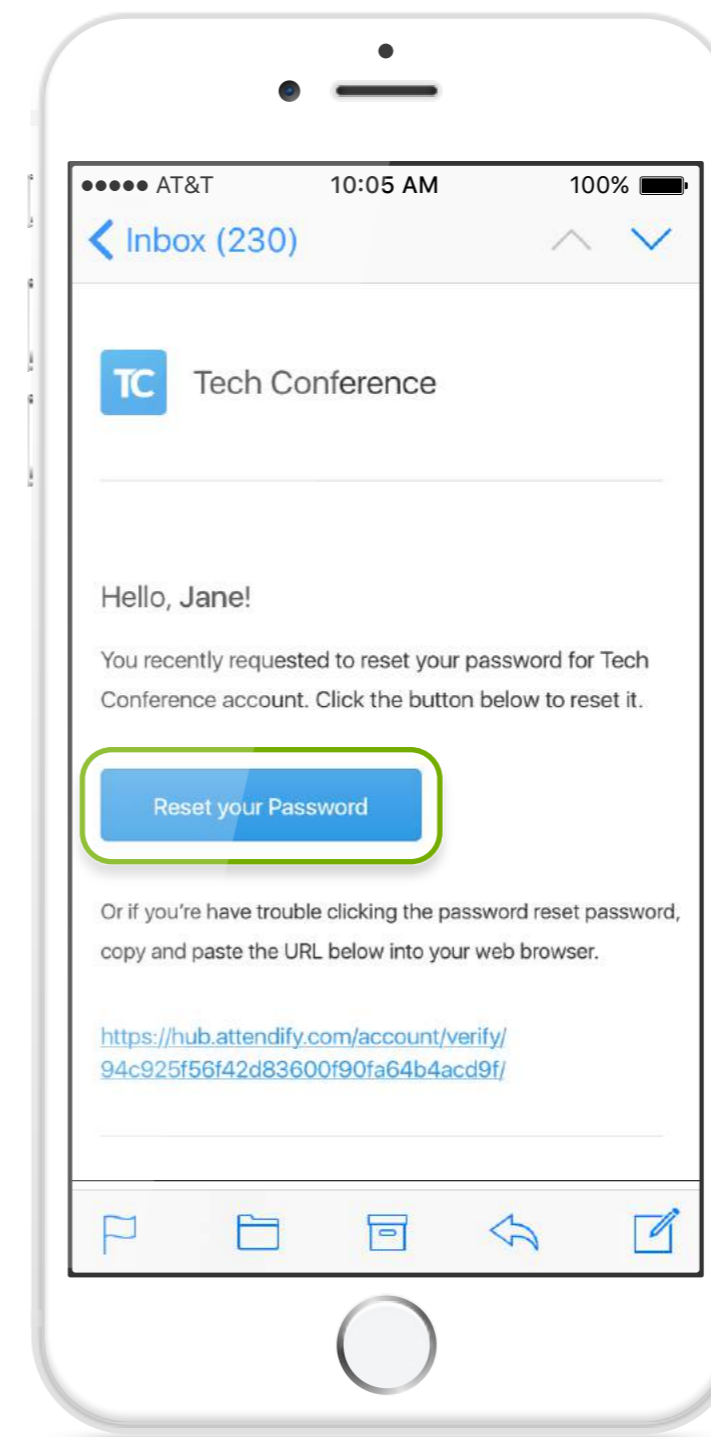 ●●●●● AT&T 10:05 AM 100%
Inbox (230)
TC Tech Conference
Hello, Jane!
You recently requested to reset your password for Tech
Conference account. Click the button below to reset it.
Reset your Password
Or if you're have trouble clicking the password reset password,
copy and paste the URL below into your web browser.
https://hub.attendify.com/account/verify/
94c925f56f42d83600f90fa64b4acd9f/